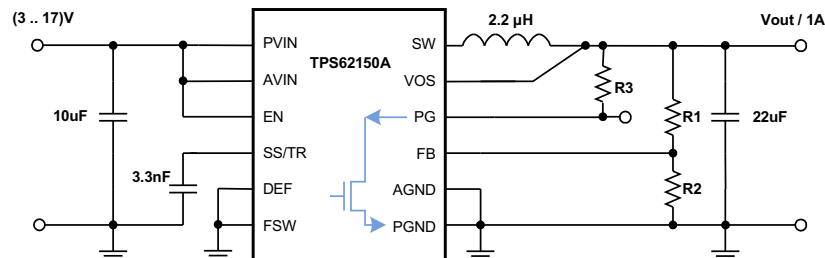 (3 .. 17)V
2.2 µH
Vout / 1A
PVIN
SW
TPS62150A
AVIN
VOS
R3
10uF
EN
PG
R1
22uF
SS/TR
FB
3.3nF
DEF
AGND
R2
FSW
PGND